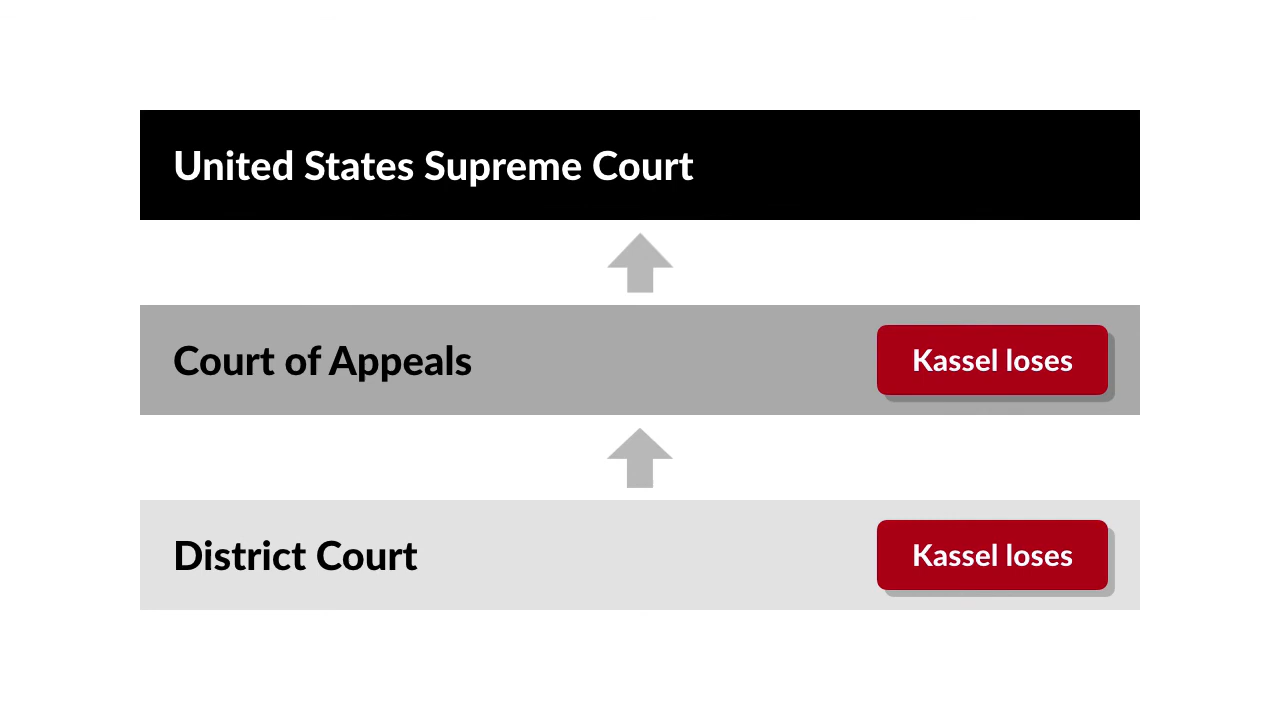 United States Supreme Court
Court of Appeals
Kassel loses
District Court
Kassel loses